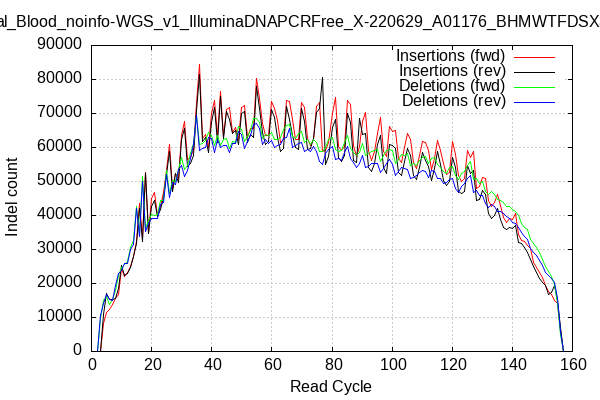 al_Blood_noinfo-WGS_v1_IlluminaDNAPCRFree_X-220629_A01176_BHMWTFDSX
Insertions (fwd)
Insertions (rev)
Deletions (fwd)
Deletions (rev)
90000
80000
70000
60000
50000
40000
30000
20000
10000
0
Indel count
0 20 40 60 80 100 120 140 160
Read Cycle